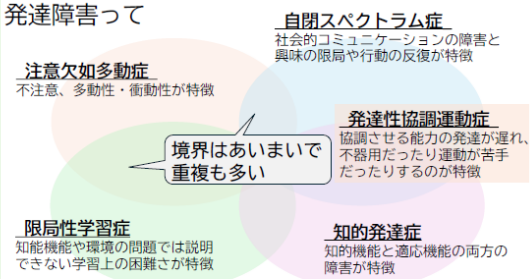 発達障害って
自閉スペクトラム症
社会的コミュニケーションの障害と
興味の限局や行動の反復が特徴
注意欠如多動症
不注意、多動性・衝動性が特徴
発達性協調運動症
協調させる能力の発達が遅れ、
不器用だったり運動が苦手
だったりするのが特徴
境界はあいまいで
重複も多い
限局性学習症
知能機能や環境の問題では説明
できない学習上の困難さが特徴
知的発達症
知的機能と適応機能の両方の
障害が特徴